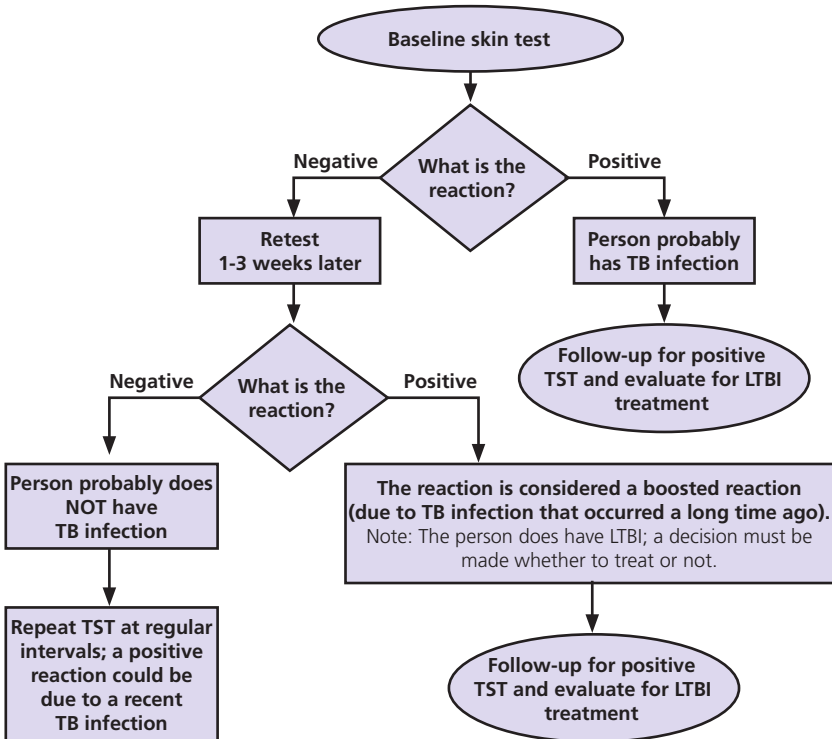 Baseline skin test
What is the
reaction?
Negative
Positive
Retest
1-3 weeks later
Person probably
has TB infection
Follow-up for positive
TST and evaluate for LTBI
treatment
What is the
reaction?
Negative
Positive
Person probably does
NOT have
TB infection
The reaction is considered a boosted reaction
(due to TB infection that occurred a long time ago).
Note: The person does have LTBI; a decision must be
made whether to treat or not.
Repeat TST at regular
intervals; a positive
reaction could be
due to a recent
TB infection
Follow-up for positive
TST and evaluate for LTBI
treatment